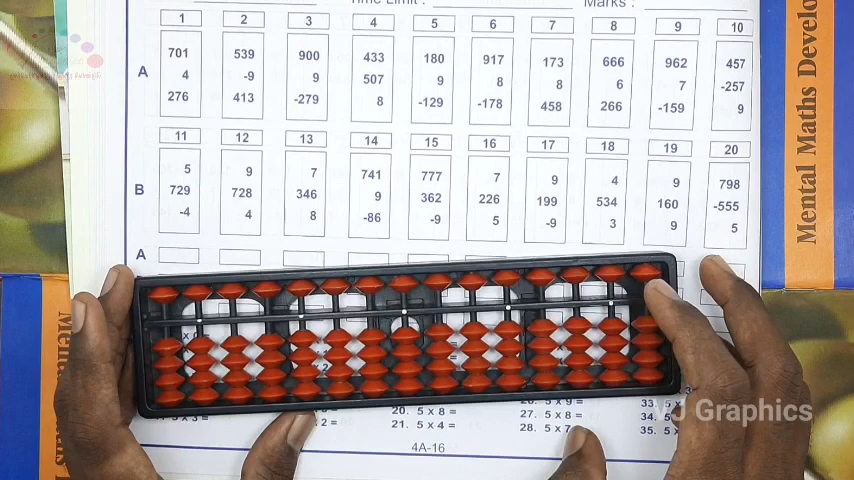 Time Limit : Marks :
1 2 3 4 5 6 7 8 9 10
A
701 539 900 433 180 917 173 666 962 457
4 -9 9 507 9 8 8 6 7 -257
276 413 -279 8 -129 -178 458 266 -159 9
11 12 13 14 15 16 17 18 19 20
B
5 9 7 741 777 7 9 4 9 798
729 728 346 9 362 226 199 534 160 -555
-4 4 8 -86 -9 5 -9 3 9 5
A
20. 5 x 8 = 27. 5 x 8 =
21. 5 x 4 = 28. 5 x 7
4A-16
Mental Maths Develo
VJ Graphics